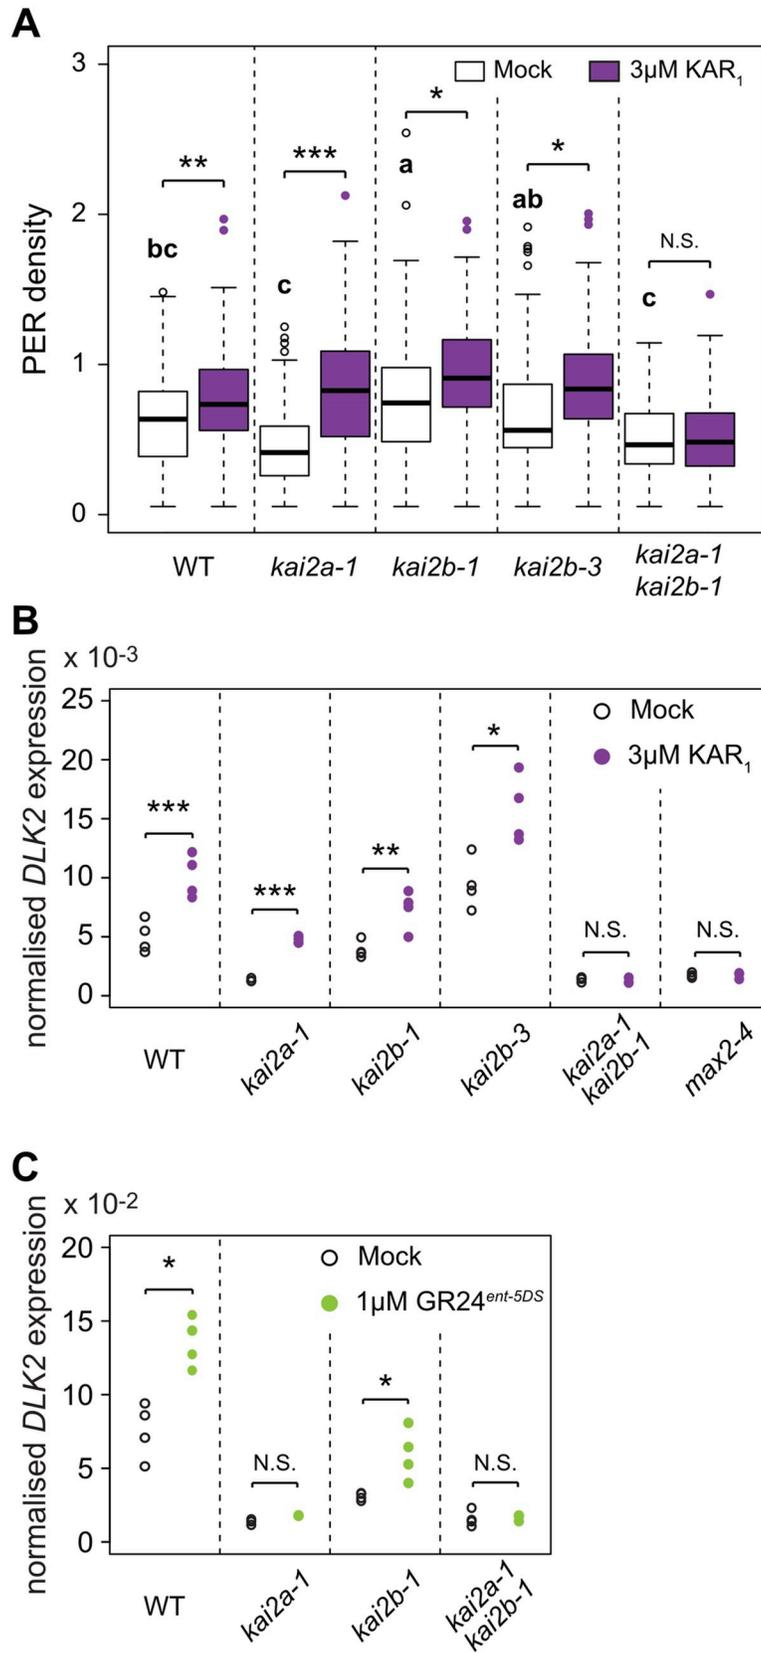 A
3
Mock
3μM KAR1
*
**
***
a
*
ab
2
bc
N.S.
c
c
PER density
1
0
WT
kai2a-1
kai2b-1
kai2b-3
kai2a-1
kai2b-1
B
x 10-3
normalised DLK2 expression
25
Mock
*
20
3μM KAR1
***
15
**
***
10
N.S.
N.S.
5
0
WT
kai2a-1
kai2b-1
kai2b-3
kai2a-1
kai2b-1
max2-4
C
x 10-2
normalised DLK2 expression
20
*
Mock
1μM GR24ent-5DS
15
*
10
N.S.
N.S.
5
0
WT
kai2a-1
kai2b-1
kai2a-1
kai2b-1